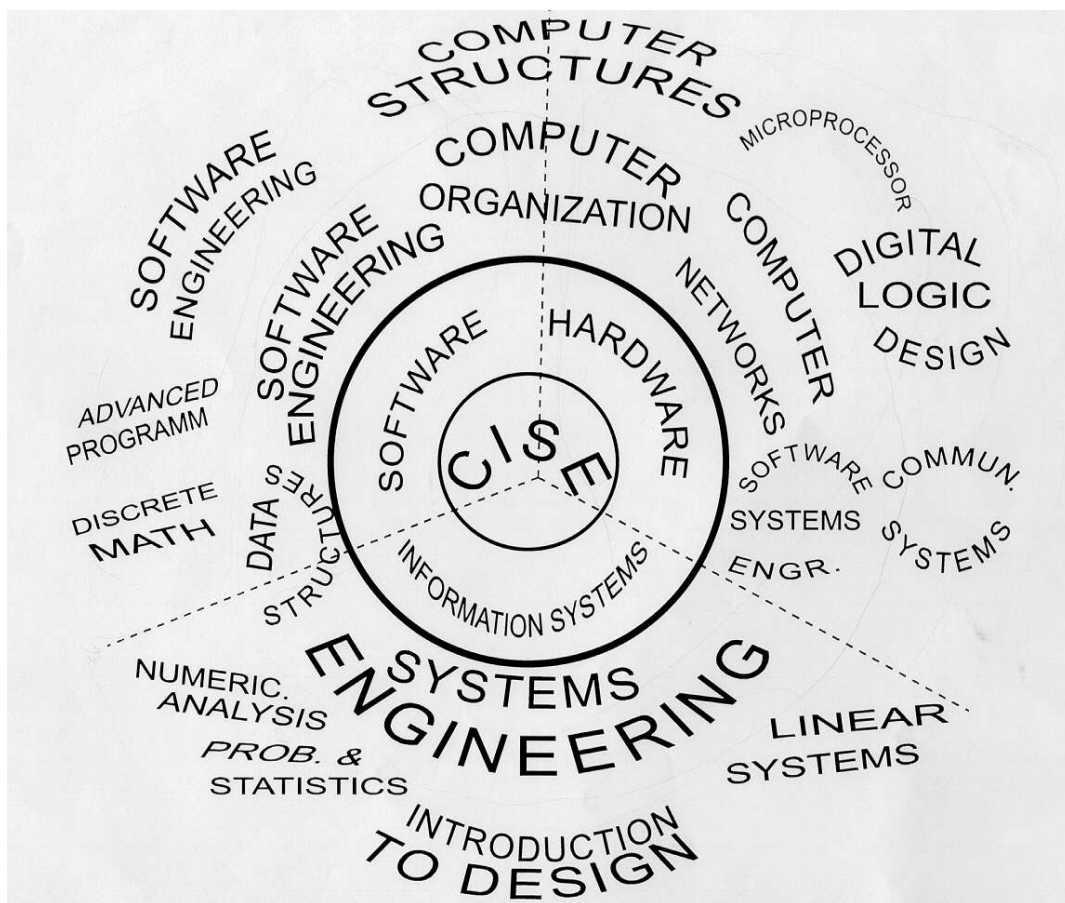 COMPUTER
STRUCTURES
MICROPROCESSOR
COMPUTER
ORGANIZATION
SOFTWARE
ENGINEERING
SOFTWARE
ENGINEERING
COMPUTER
NETWORKS
DIGITAL
LOGIC
DESIGN
SOFTWARE
HARDWARE
CISE
INFORMATION SYSTEMS
ADVANCED
PROGRAMM
DISCRETE
MATH
DATA
STRUCTURES
SOFTWARE
SYSTEMS
ENGR.
COMMUN.
SYSTEMS
SYSTEMS
ENGINEERING
NUMERIC.
ANALYSIS
PROB. &
STATISTICS
LINEAR
SYSTEMS
INTRODUCTION
TO DESIGN